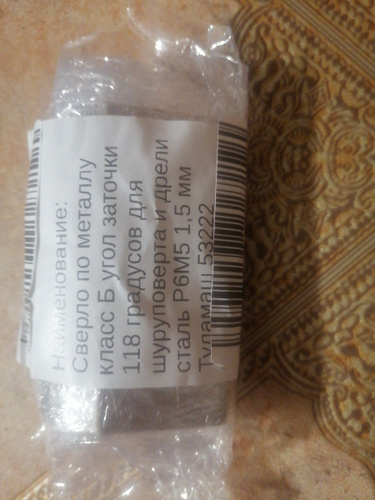 Наименование:
Сверло по металлу
класс Б угол заточки
118 градусов для
шуруповерта и дрели
сталь Р6М5 1,5 мм
Туламаш 53222